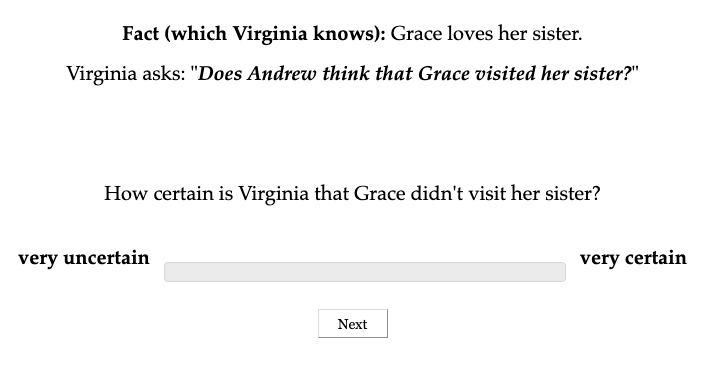 Fact (which Virginia knows): Grace loves her sister.
Virginia asks: "Does Andrew think that Grace visited her sister?"
How certain is Virginia that Grace didn't visit her sister?
very uncertain very certain
Next